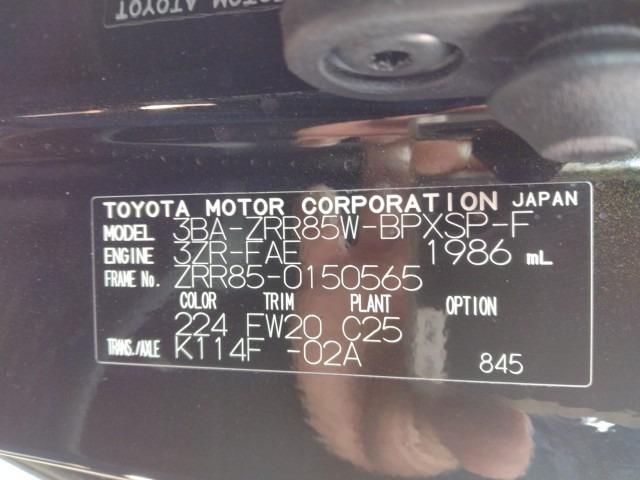 TOYOTA MOTOR CORPORATION JAPAN
MODEL 3BA-ZRR85W-BPXSP-F
ENGINE 3ZR-FAE 1986 mL
FRAME No. ZRR85-0150565
COLOR TRIM PLANT OPTION
224 FW20 C25
TRANS./AXLE K114F -02A 845